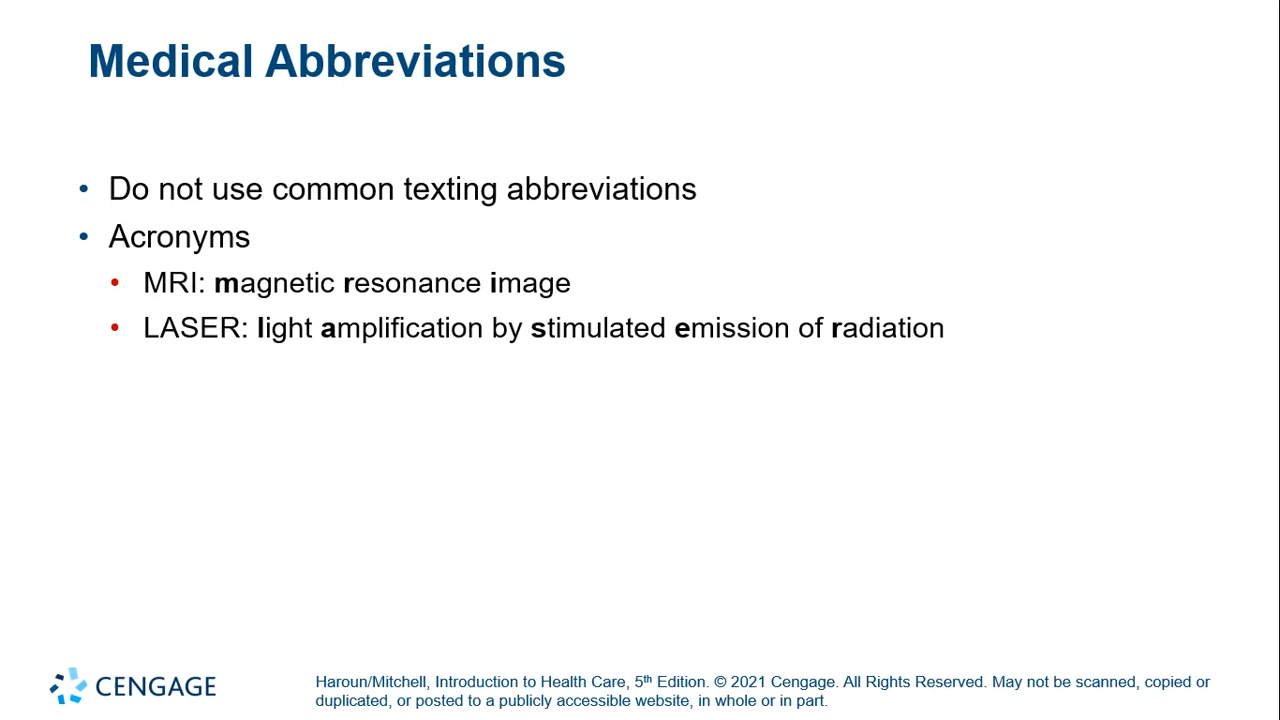 Medical Abbreviations
• Do not use common texting abbreviations
• Acronyms
• MRI: magnetic resonance image
• LASER: light amplification by stimulated emission of radiation
CENGAGE
Haroun/Mitchell, Introduction to Health Care, 5th Edition. © 2021 Cengage. All Rights Reserved. May not be scanned, copied or
duplicated, or posted to a publicly accessible website, in whole or in part.